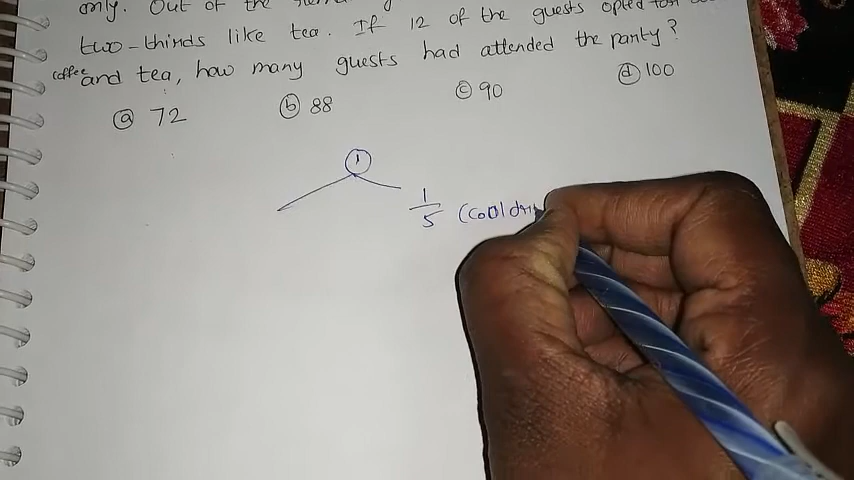 only. Out of the
two-thirds like tea. If 12 of the guests opted for
coffee and tea, how many guests had attended the party?
ⓐ 72 ⓑ 88 ⓒ 90 ⓓ 100
1
1/5 (cooldri